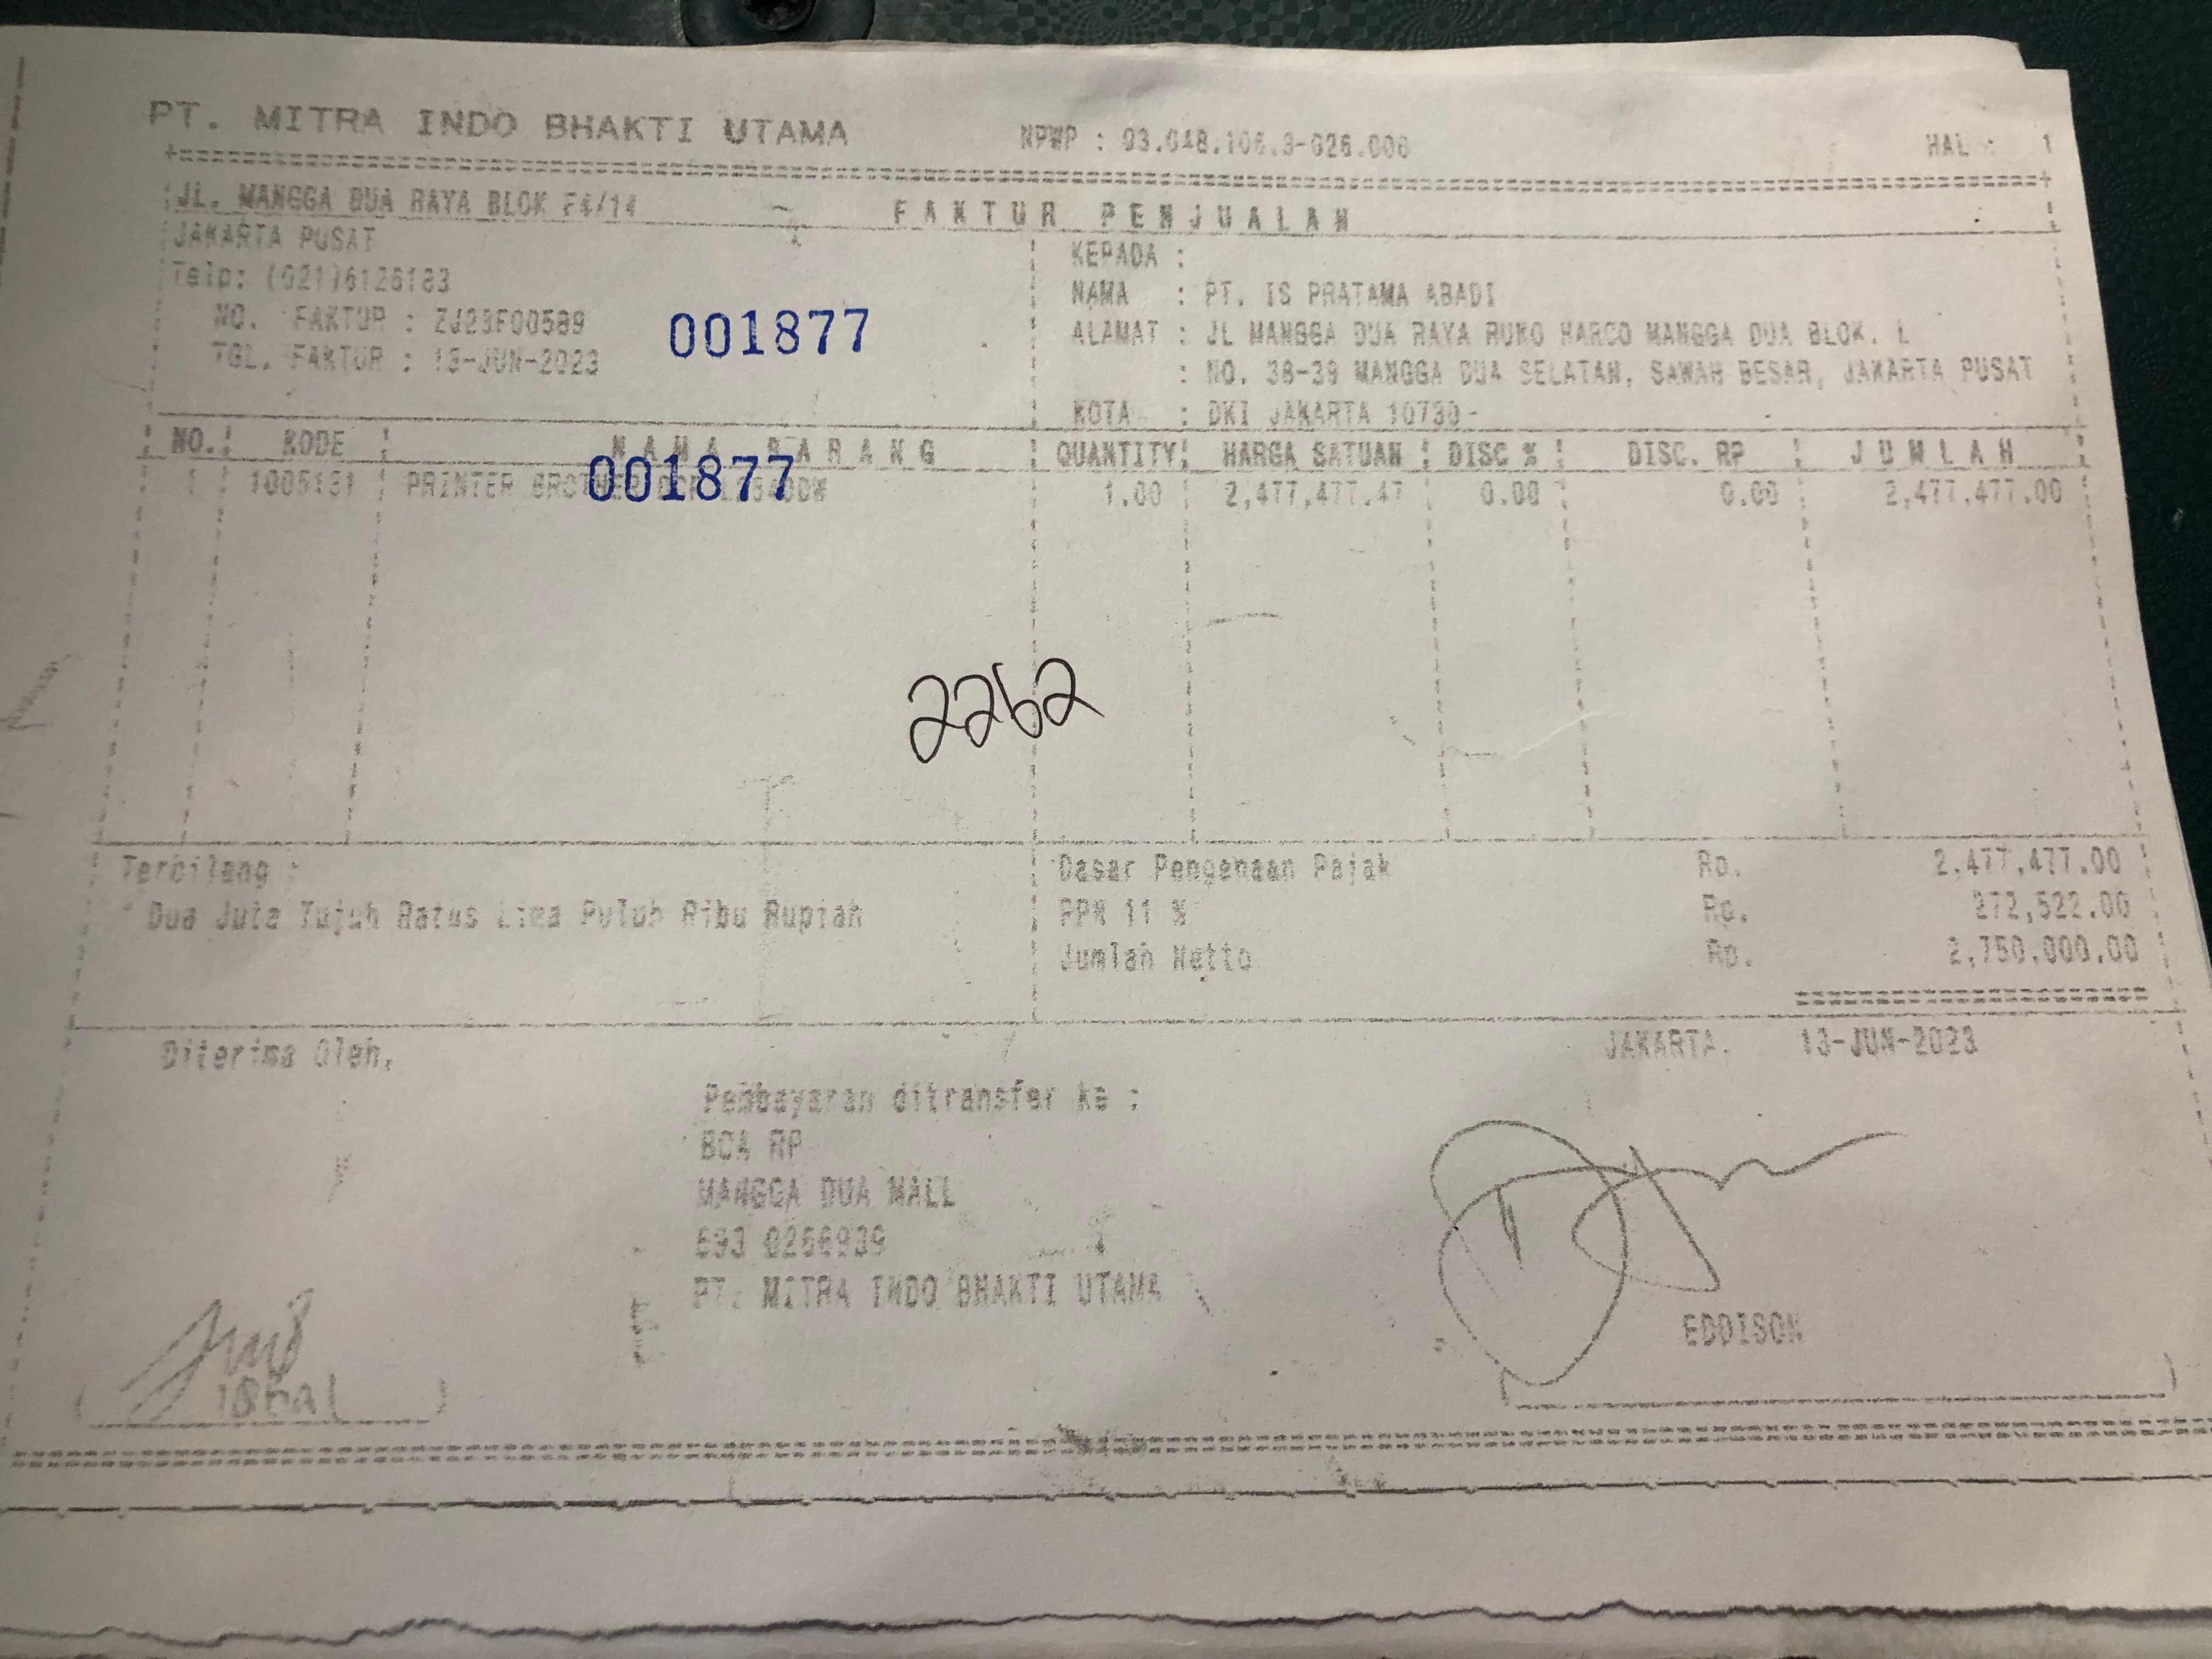 PT. MITRA INDO BHAKTI UTAMA NPWP : 03.048.106.3-026.000 HAL : 1
JL. MANGGA DUA RAYA BLOK F4/14
FAKTUR PENJUALAN
JAKARTA PUSAT
Telp: (021)6126183
NO. FAKTUR : ZJ23F00589
TGL. FAKTUR : 13-JUN-2023
001877
KEPADA :
NAMA : PT. IS PRATAMA ABADI
ALAMAT : JL MANGGA DUA RAYA RUKO HARCO MANGGA DUA BLOK. L
: NO. 38-39 MANGGA DUA SELATAN, SAWAH BESAR, JAKARTA PUSAT
KOTA : DKI JAKARTA 10730-
NO. KODE NAMA BARANG QUANTITY HARGA SATUAN DISC % DISC. RP JUMLAH
1 1005131 PRINTER BROTHER 1.00 2,477,477.47 0.00 0.00 2,477,477.00
001877
2262
Terbilang :
* Dua Juta Tujuh Ratus Lima Puluh Ribu Rupiah
Dasar Pengenaan Pajak Rp. 2,477,477.00
PPN 11 % Rp. 272,522.00
Jumlah Netto Rp. 2,750,000.00
Diterima Oleh,
JAKARTA. 13-JUN-2023
Pembayaran ditransfer ke :
BCA RP
MANGGA DUA MALL
693 0266939
PT. MITRA INDO BHAKTI UTAMA
EDDISON